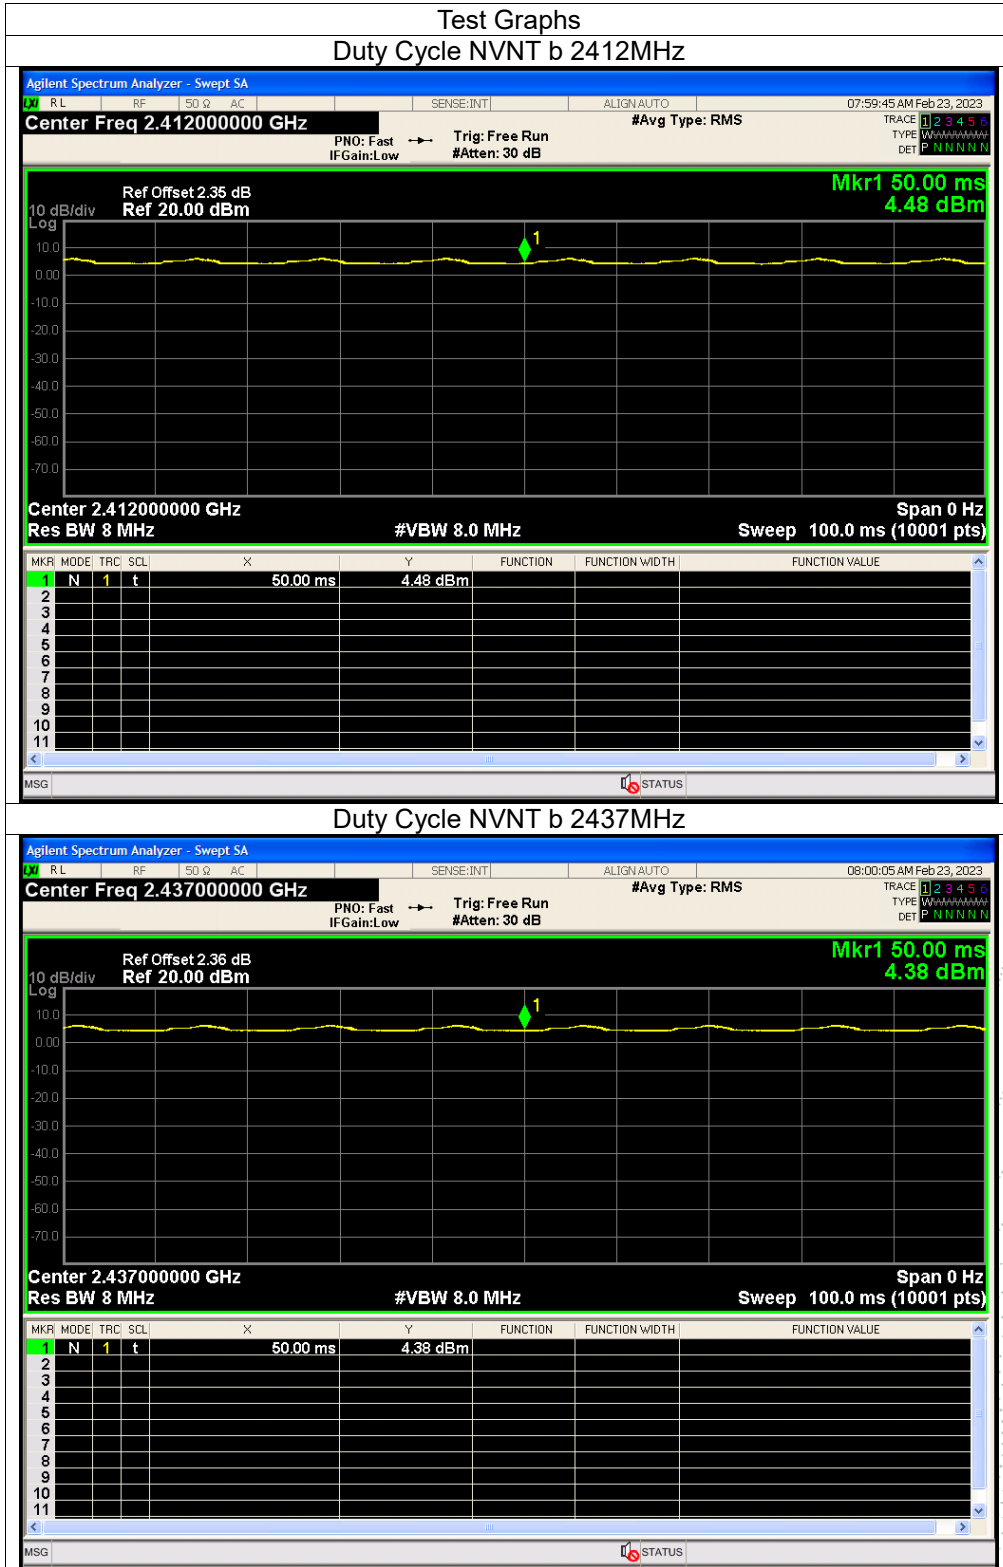 Test Graphs
Duty Cycle NVNT b 2412MHz
Agilent Spectrum Analyzer - Swept SA
LXI RL RF 50 Ω AC SENSE:INT ALIGN AUTO 07:59:45 AM Feb 23, 2023
Center Freq 2.412000000 GHz #Avg Type: RMS TRACE 1 2 3 4 5 6
PNO: Fast Trig: Free Run TYPE W
IFGain:Low #Atten: 30 dB DET P N N N N N
Mkr1 50.00 ms
Ref Offset 2.35 dB
10 dB/div Ref 20.00 dBm 4.48 dBm
Log
10.0
1
0.00
-10.0
-20.0
-30.0
-40.0
-50.0
-60.0
-70.0
Center 2.412000000 GHz Span 0 Hz
Res BW 8 MHz #VBW 8.0 MHz Sweep 100.0 ms (10001 pts)
MKR MODE TRC SCL X Y FUNCTION FUNCTION WIDTH FUNCTION VALUE
1 N 1 t 50.00 ms 4.48 dBm
2
3
4
5
6
7
8
9
10
11
MSG STATUS
Duty Cycle NVNT b 2437MHz
Agilent Spectrum Analyzer - Swept SA
LXI RL RF 50 Ω AC SENSE:INT ALIGN AUTO 08:00:05 AM Feb 23, 2023
Center Freq 2.437000000 GHz #Avg Type: RMS TRACE 1 2 3 4 5 6
PNO: Fast Trig: Free Run TYPE W
IFGain:Low #Atten: 30 dB DET P N N N N N
Mkr1 50.00 ms
Ref Offset 2.36 dB
10 dB/div Ref 20.00 dBm 4.38 dBm
Log
10.0
1
0.00
-10.0
-20.0
-30.0
-40.0
-50.0
-60.0
-70.0
Center 2.437000000 GHz Span 0 Hz
Res BW 8 MHz #VBW 8.0 MHz Sweep 100.0 ms (10001 pts)
MKR MODE TRC SCL X Y FUNCTION FUNCTION WIDTH FUNCTION VALUE
1 N 1 t 50.00 ms 4.38 dBm
2
3
4
5
6
7
8
9
10
11
MSG STATUS